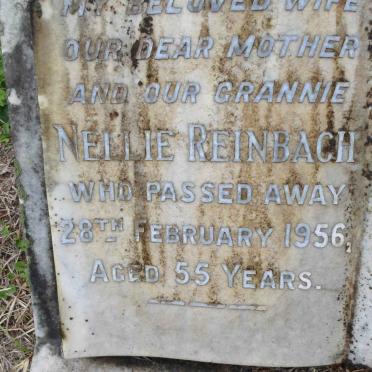 MY BELOVED WIFE
OUR DEAR MOTHER
AND OUR GRANNIE
NELLIE REINBACH
WHO PASSED AWAY
28TH FEBRUARY 1956,
AGED 55 YEARS.